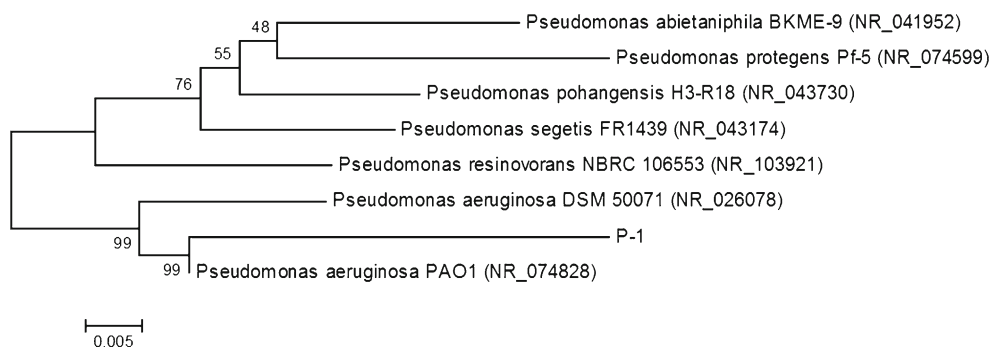 48
Pseudomonas abietaniphila BKME-9 (NR_041952)
55
Pseudomonas protegens Pf-5 (NR_074599)
76
Pseudomonas pohangensis H3-R18 (NR_043730)
Pseudomonas segetis FR1439 (NR_043174)
Pseudomonas resinovorans NBRC 106553 (NR_103921)
Pseudomonas aeruginosa DSM 50071 (NR_026078)
99
P-1
99
Pseudomonas aeruginosa PAO1 (NR_074828)
0.005